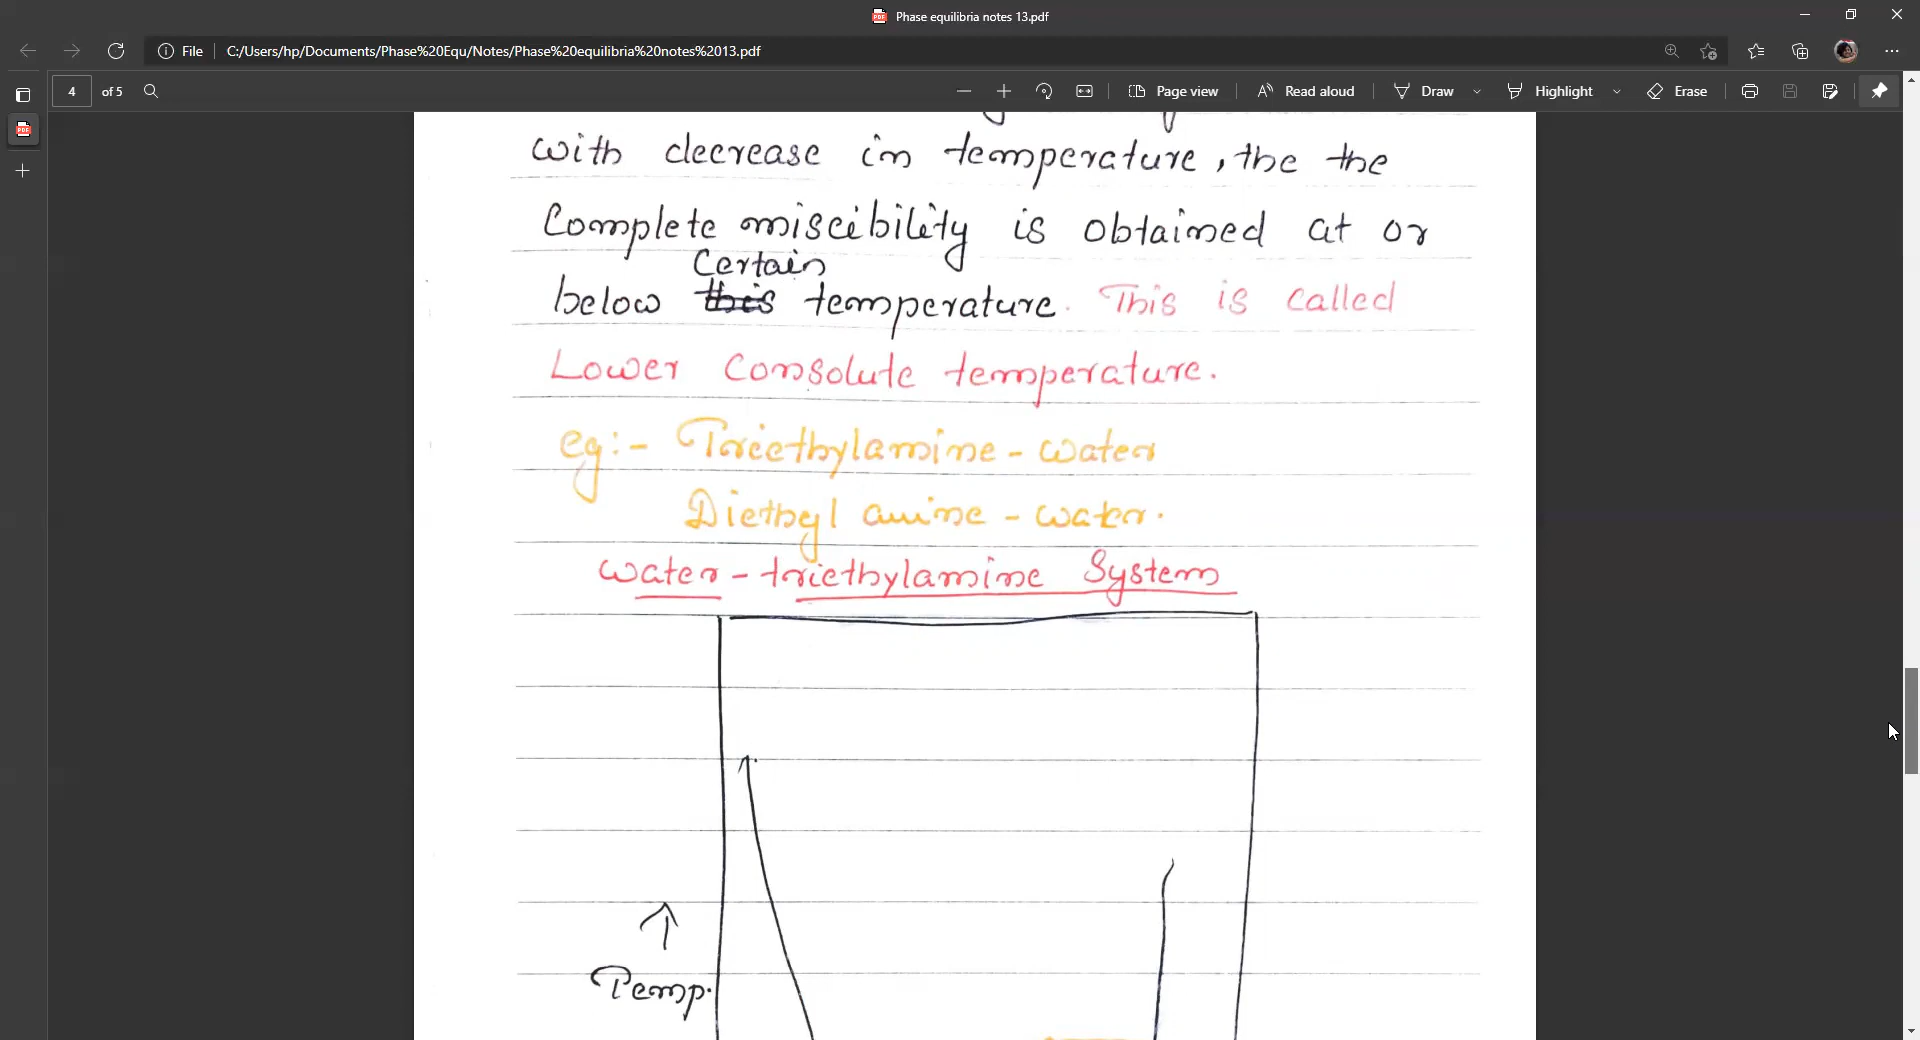 Phase equilibria notes 13.pdf
File C:/Users/hp/Documents/Phase%20Equ/Notes/Phase%20equilibria%20notes%2013.pdf
4 of 5 Page view Read aloud Draw Highlight Erase
with decrease in temperature, the the
Complete miscibility is obtained at or
Certain
below this temperature. This is called
Lower Consolute temperature.
eg:- Triethylamine - water
Diethyl amine - water.
water - triethylamine System
Temp.